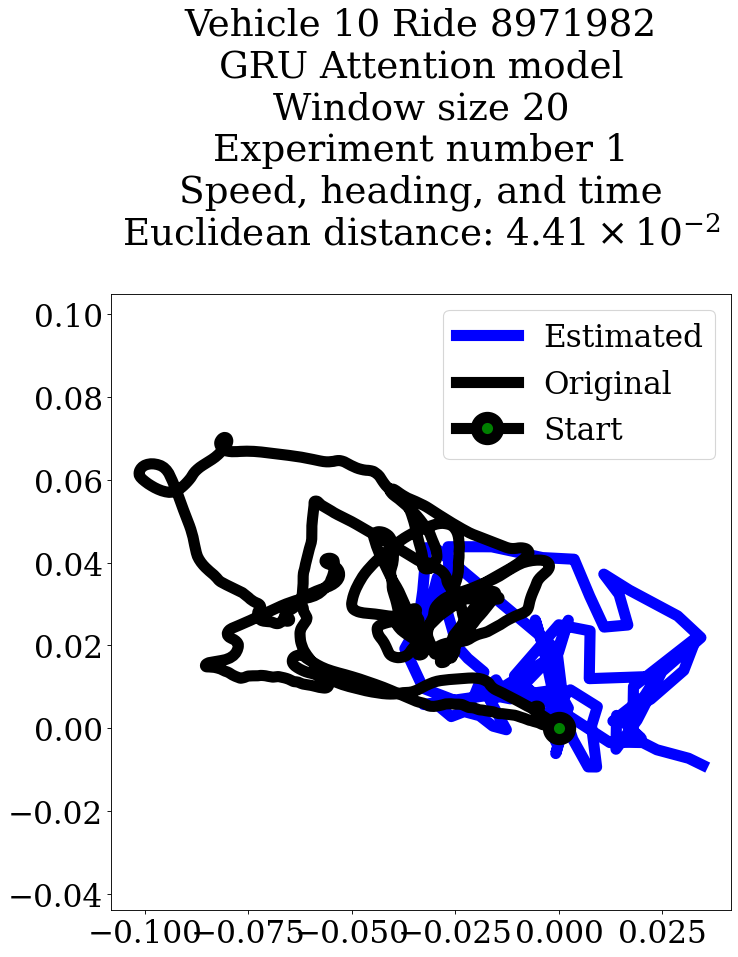 Vehicle 10 Ride 8971982
GRU Attention model
Window size 20
Experiment number 1
Speed, heading, and time
Euclidean distance: 4.41 × 10⁻²
Estimated
Original
Start
0.10
0.08
0.06
0.04
0.02
0.00
−0.02
−0.04
−0.100 −0.075 −0.050 −0.025 0.000 0.025